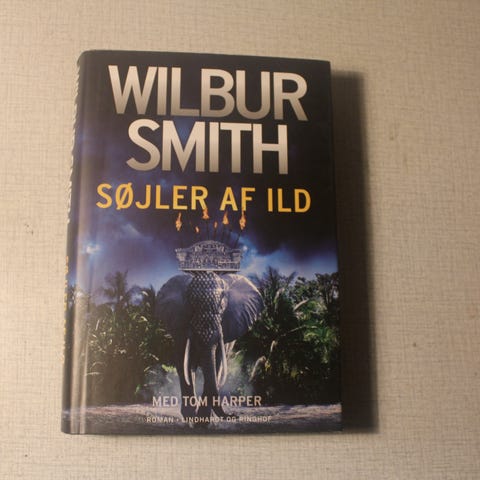 WILBUR
SMITH
SØJLER AF ILD
MED TOM HARPER
ROMAN · LINDHARDT OG RINGHOF